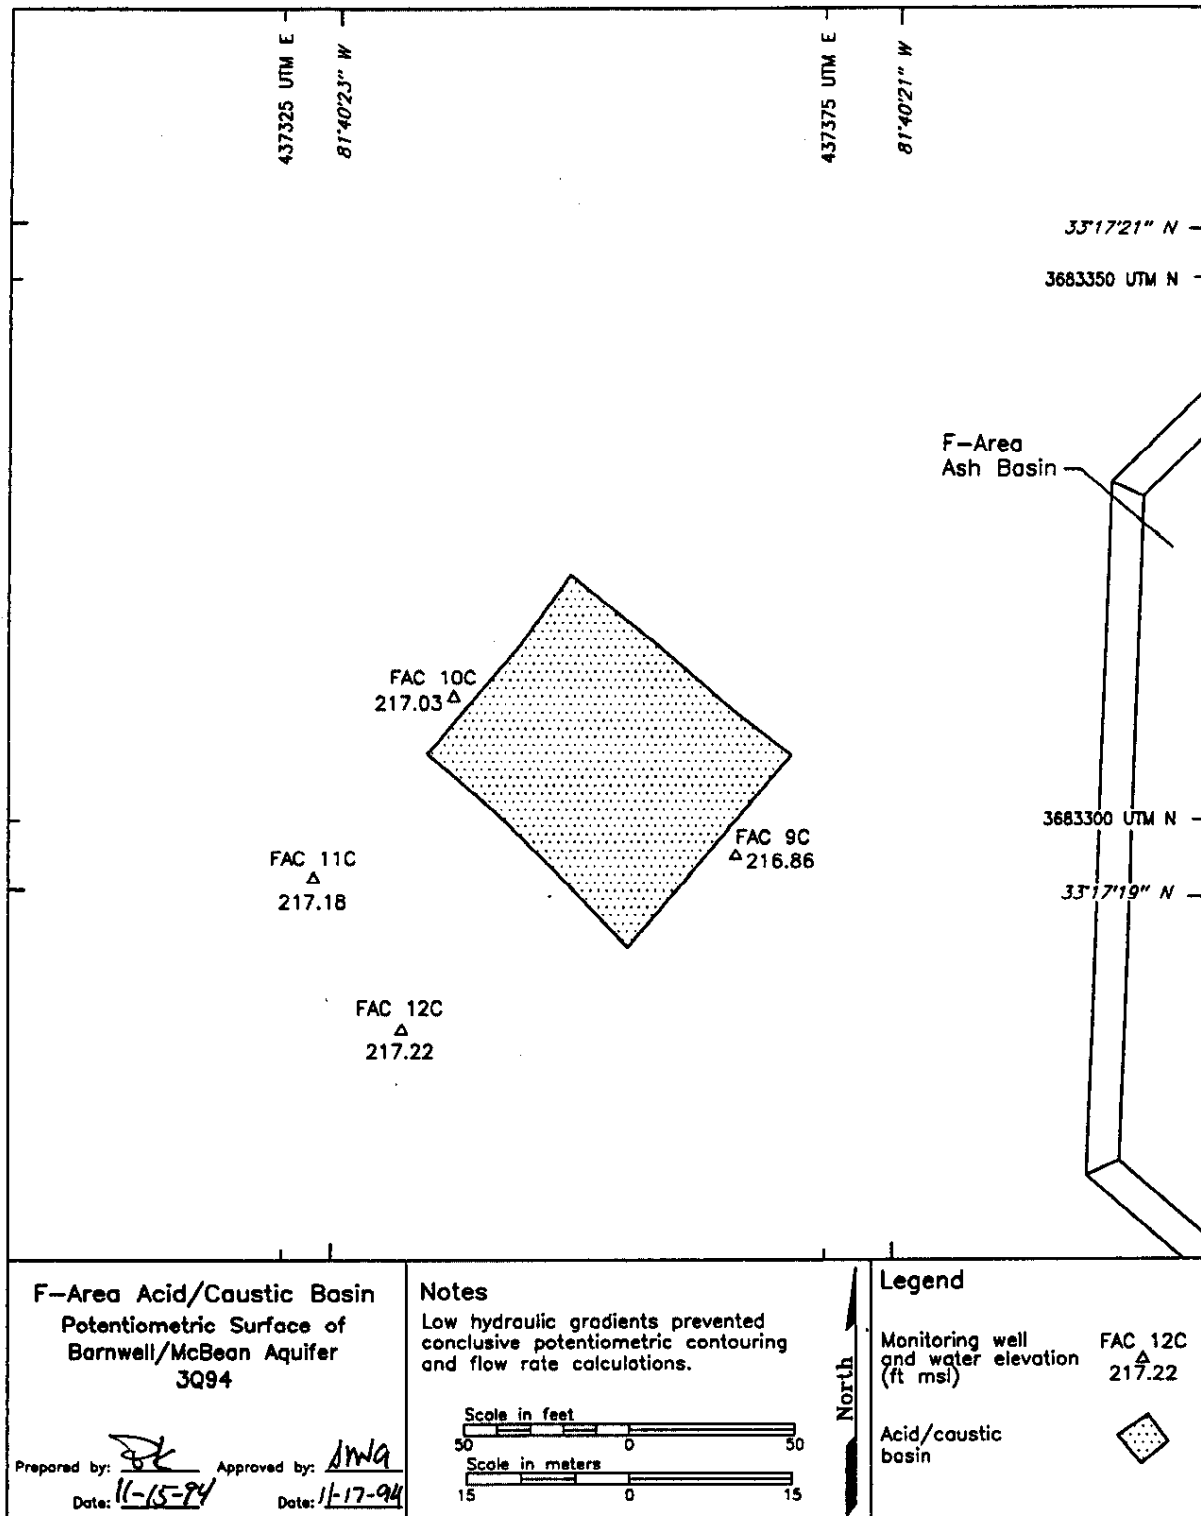 437325 UTM E
81°40'23" W
437375 UTM E
81°40'21" W
33°17'21" N
3683350 UTM N
F-Area
Ash Basin
FAC 10C
217.03
3683300 UTM N
FAC 9C
216.86
FAC 11C
217.18
33°17'19" N
FAC 12C
217.22
F-Area Acid/Caustic Basin
Potentiometric Surface of
Barnwell/McBean Aquifer
3Q94
Prepared by:
Approved by:
Date: 11-15-94
Date: 11-17-94
Notes
Low hydraulic gradients prevented
conclusive potentiometric contouring
and flow rate calculations.
Scale in feet
50 0 50
Scale in meters
15 0 15
North
Legend
Monitoring well
and water elevation
(ft msl)
FAC 12C
217.22
Acid/caustic
basin